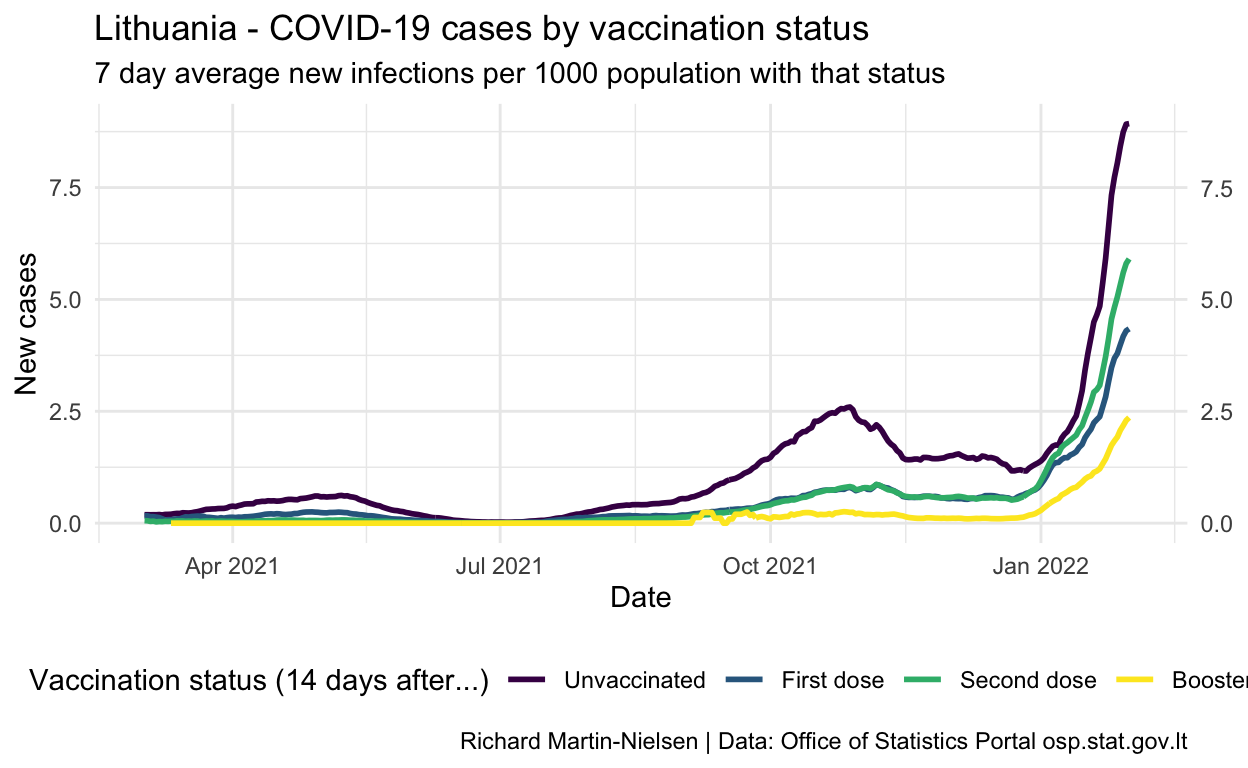 Lithuania - COVID-19 cases by vaccination status
7 day average new infections per 1000 population with that status
New cases
7.5
5.0
2.5
0.0
7.5
5.0
2.5
0.0
Apr 2021 Jul 2021 Oct 2021 Jan 2022
Date
Vaccination status (14 days after...) Unvaccinated First dose Second dose Booster
Richard Martin-Nielsen | Data: Office of Statistics Portal osp.stat.gov.lt